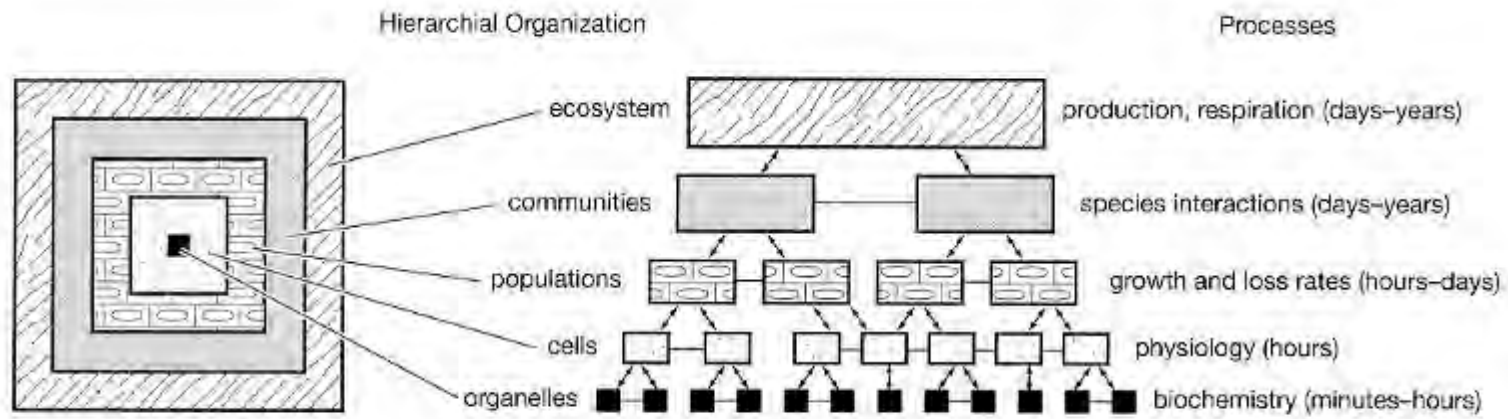 Hierarchial Organization
Processes
ecosystem
production, respiration (days–years)
communities
species interactions (days–years)
populations
growth and loss rates (hours–days)
cells
physiology (hours)
organelles
biochemistry (minutes–hours)